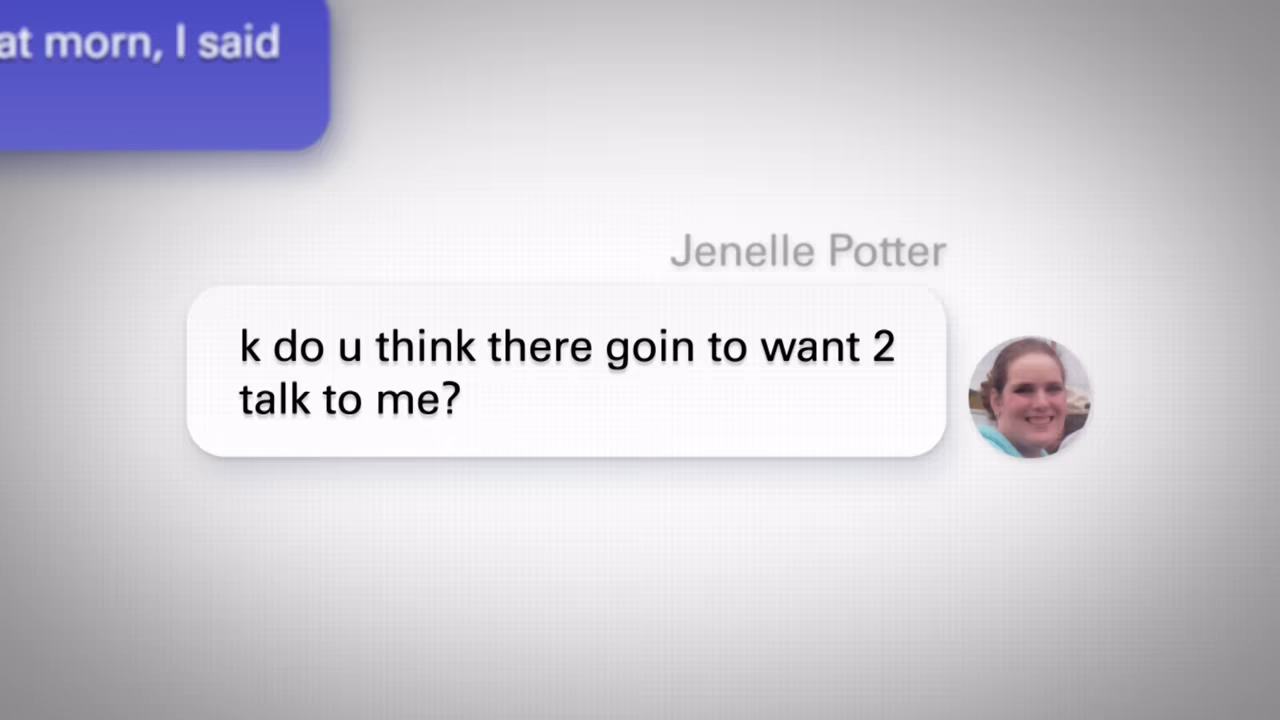 at morn, I said
Jenelle Potter
k do u think there goin to want 2
talk to me?